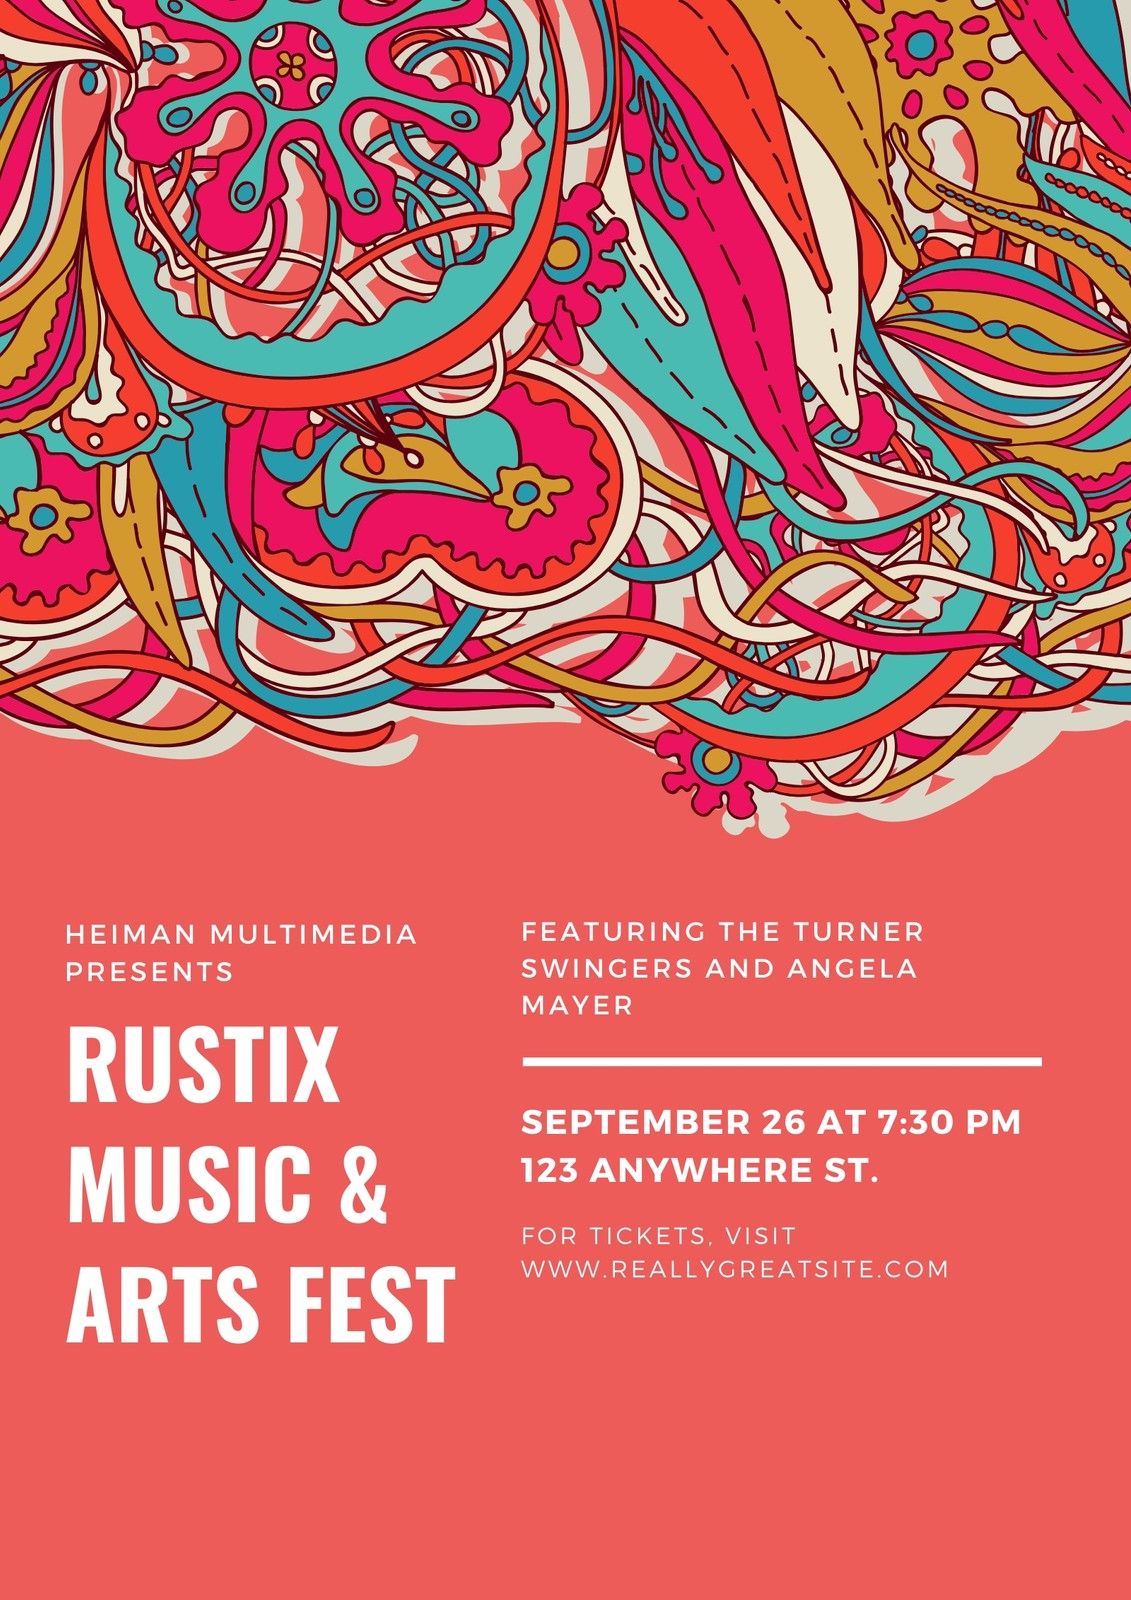 HEIMAN MULTIMEDIA
PRESENTS
RUSTIX
MUSIC &
ARTS FEST
FEATURING THE TURNER
SWINGERS AND ANGELA
MAYER
SEPTEMBER 26 AT 7:30 PM
123 ANYWHERE ST.
FOR TICKETS, VISIT
WWW.REALLYGREATSITE.COM